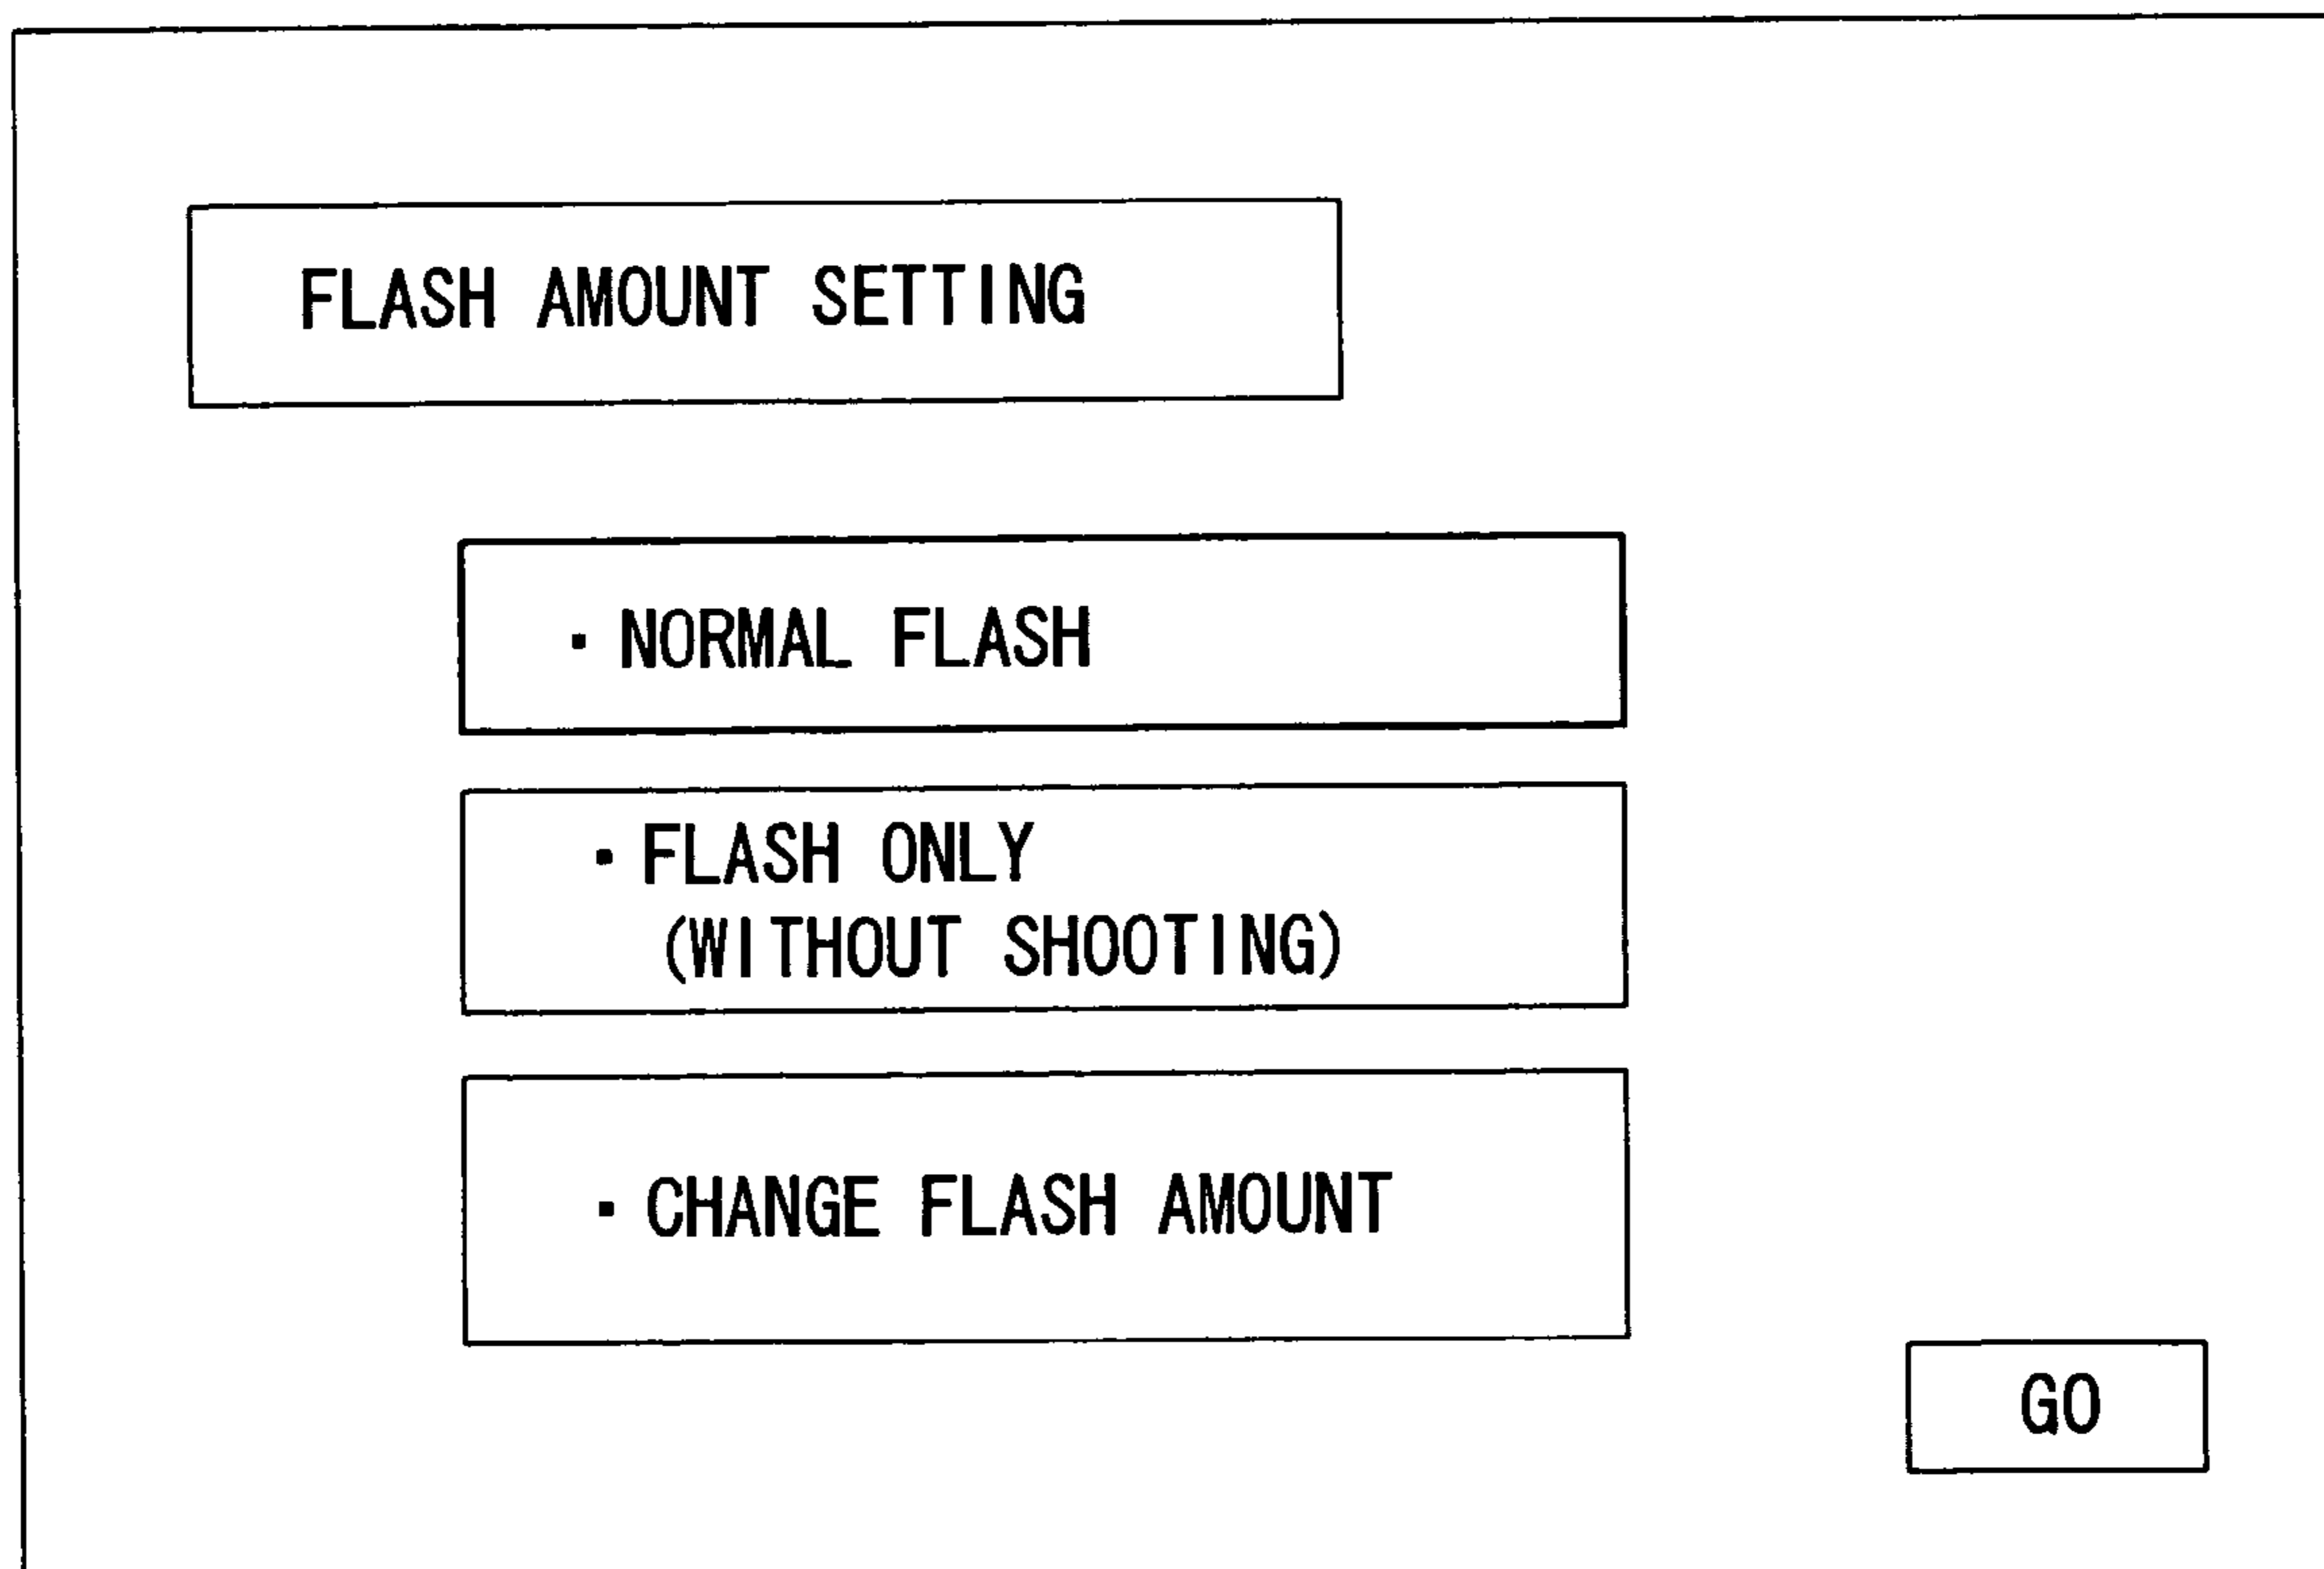 FLASH AMOUNT SETTING
・NORMAL FLASH
・FLASH ONLY
(WITHOUT SHOOTING)
・CHANGE FLASH AMOUNT
GO